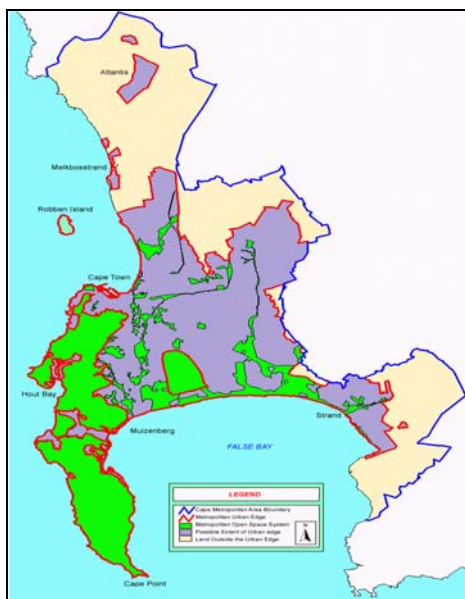 Atlantis
Melkbosstrand
Robben Island
Cape Town
Hout Bay
Muizenberg
Strand
FALSE BAY
Cape Point
LEGEND
Cape Metropolitan Area Boundary
Metropolitan Urban Edge
Metropolitan Open Space System
Possible Extent of Urban edge
Land Outside the Urban Edge
N